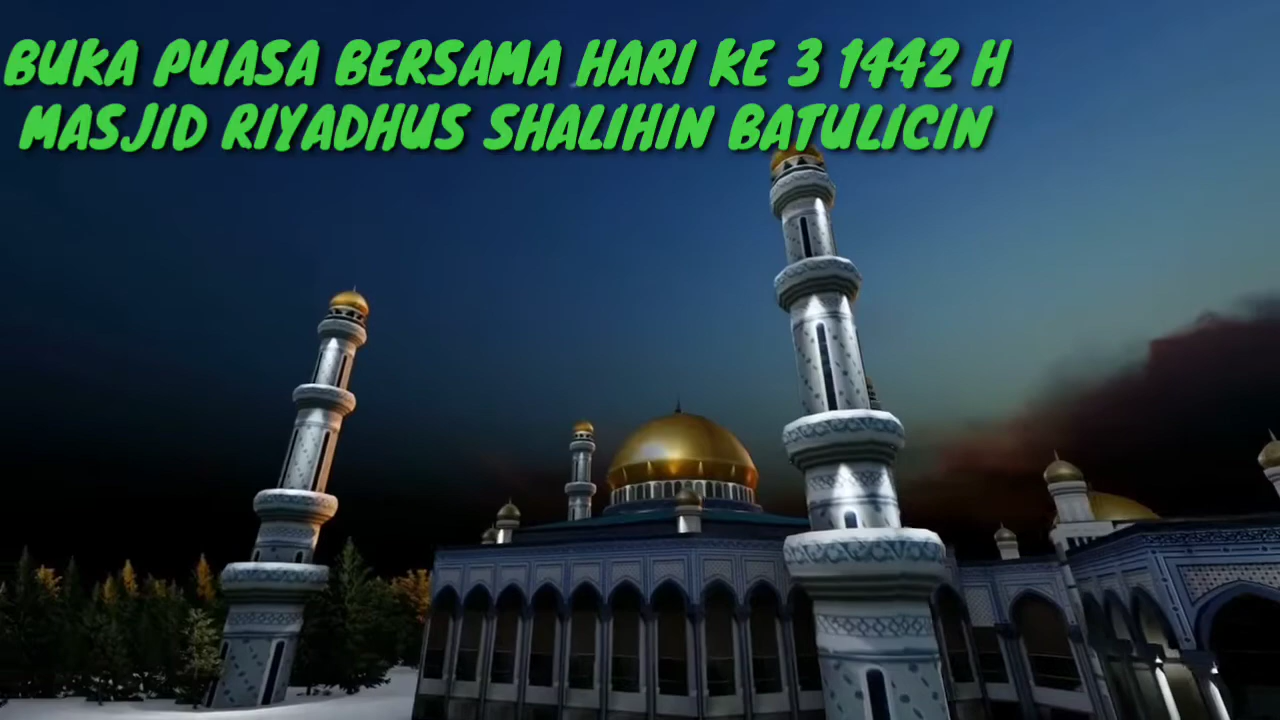 BUKA PUASA BERSAMA HARI KE 3 1442 H
MASJID RIYADHUS SHALIHIN BATULICIN